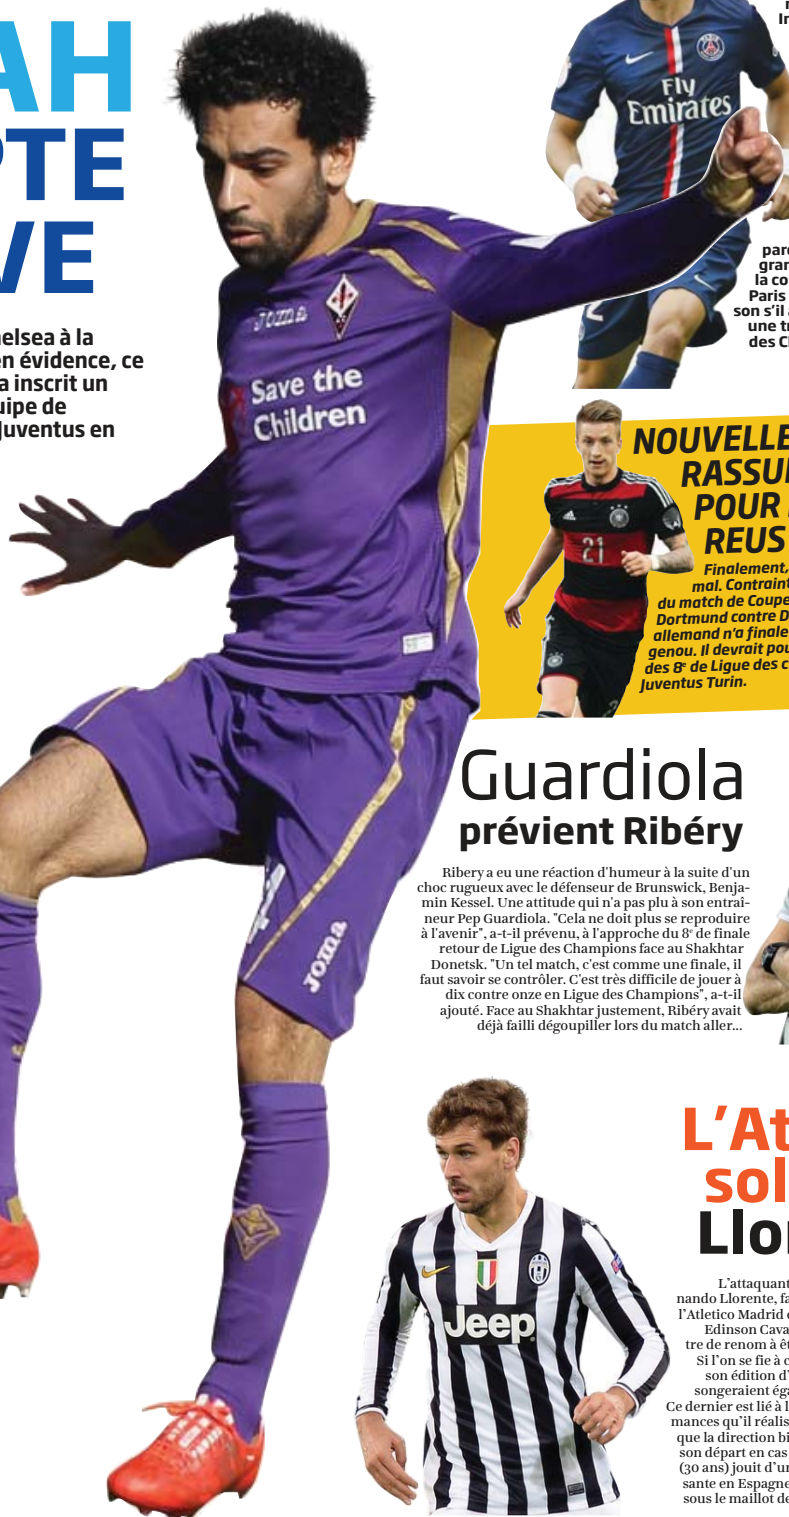 AH
PTE
VE
helsea à la
en évidence, ce
a inscrit un
uipe de
Juventus en
Joma
Save the
Children
Joma
Fly
Emirates
PARIS
2
gran
la co
Paris
son s'il a
une tr
des C
NOUVELLE
RASSU
POUR
REUS
Finalement,
mal. Contraint
du match de Coupe
Dortmund contre D
allemand n'a finale
genou. Il devrait pou
des 8e de Ligue des c
Juventus Turin.
21
Guardiola
prévient Ribéry
Ribery a eu une réaction d'humeur à la suite d'un
choc rugueux avec le défenseur de Brunswick, Benja-
min Kessel. Une attitude qui n'a pas plu à son entraî-
neur Pep Guardiola. "Cela ne doit plus se reproduire
à l'avenir", a-t-il prévenu, à l'approche du 8e de finale
retour de Ligue des Champions face au Shakhtar
Donetsk. "Un tel match, c'est comme une finale, il
faut savoir se contrôler. C'est très difficile de jouer à
dix contre onze en Ligue des Champions", a-t-il
ajouté. Face au Shakhtar justement, Ribéry avait
déjà failli dégoupiller lors du match aller...
Jeep
L'At
sol
Llo
L'attaquant
nando Llorente, fa
l'Atletico Madrid
Edinson Cava
tre de renom à êt
Si l'on se fie à c
son édition d'
songeraient éga
Ce dernier est lié à l
mances qu'il réalis
que la direction bi
son départ en cas
(30 ans) jouit d'un
sante en Espagne
sous le maillot de